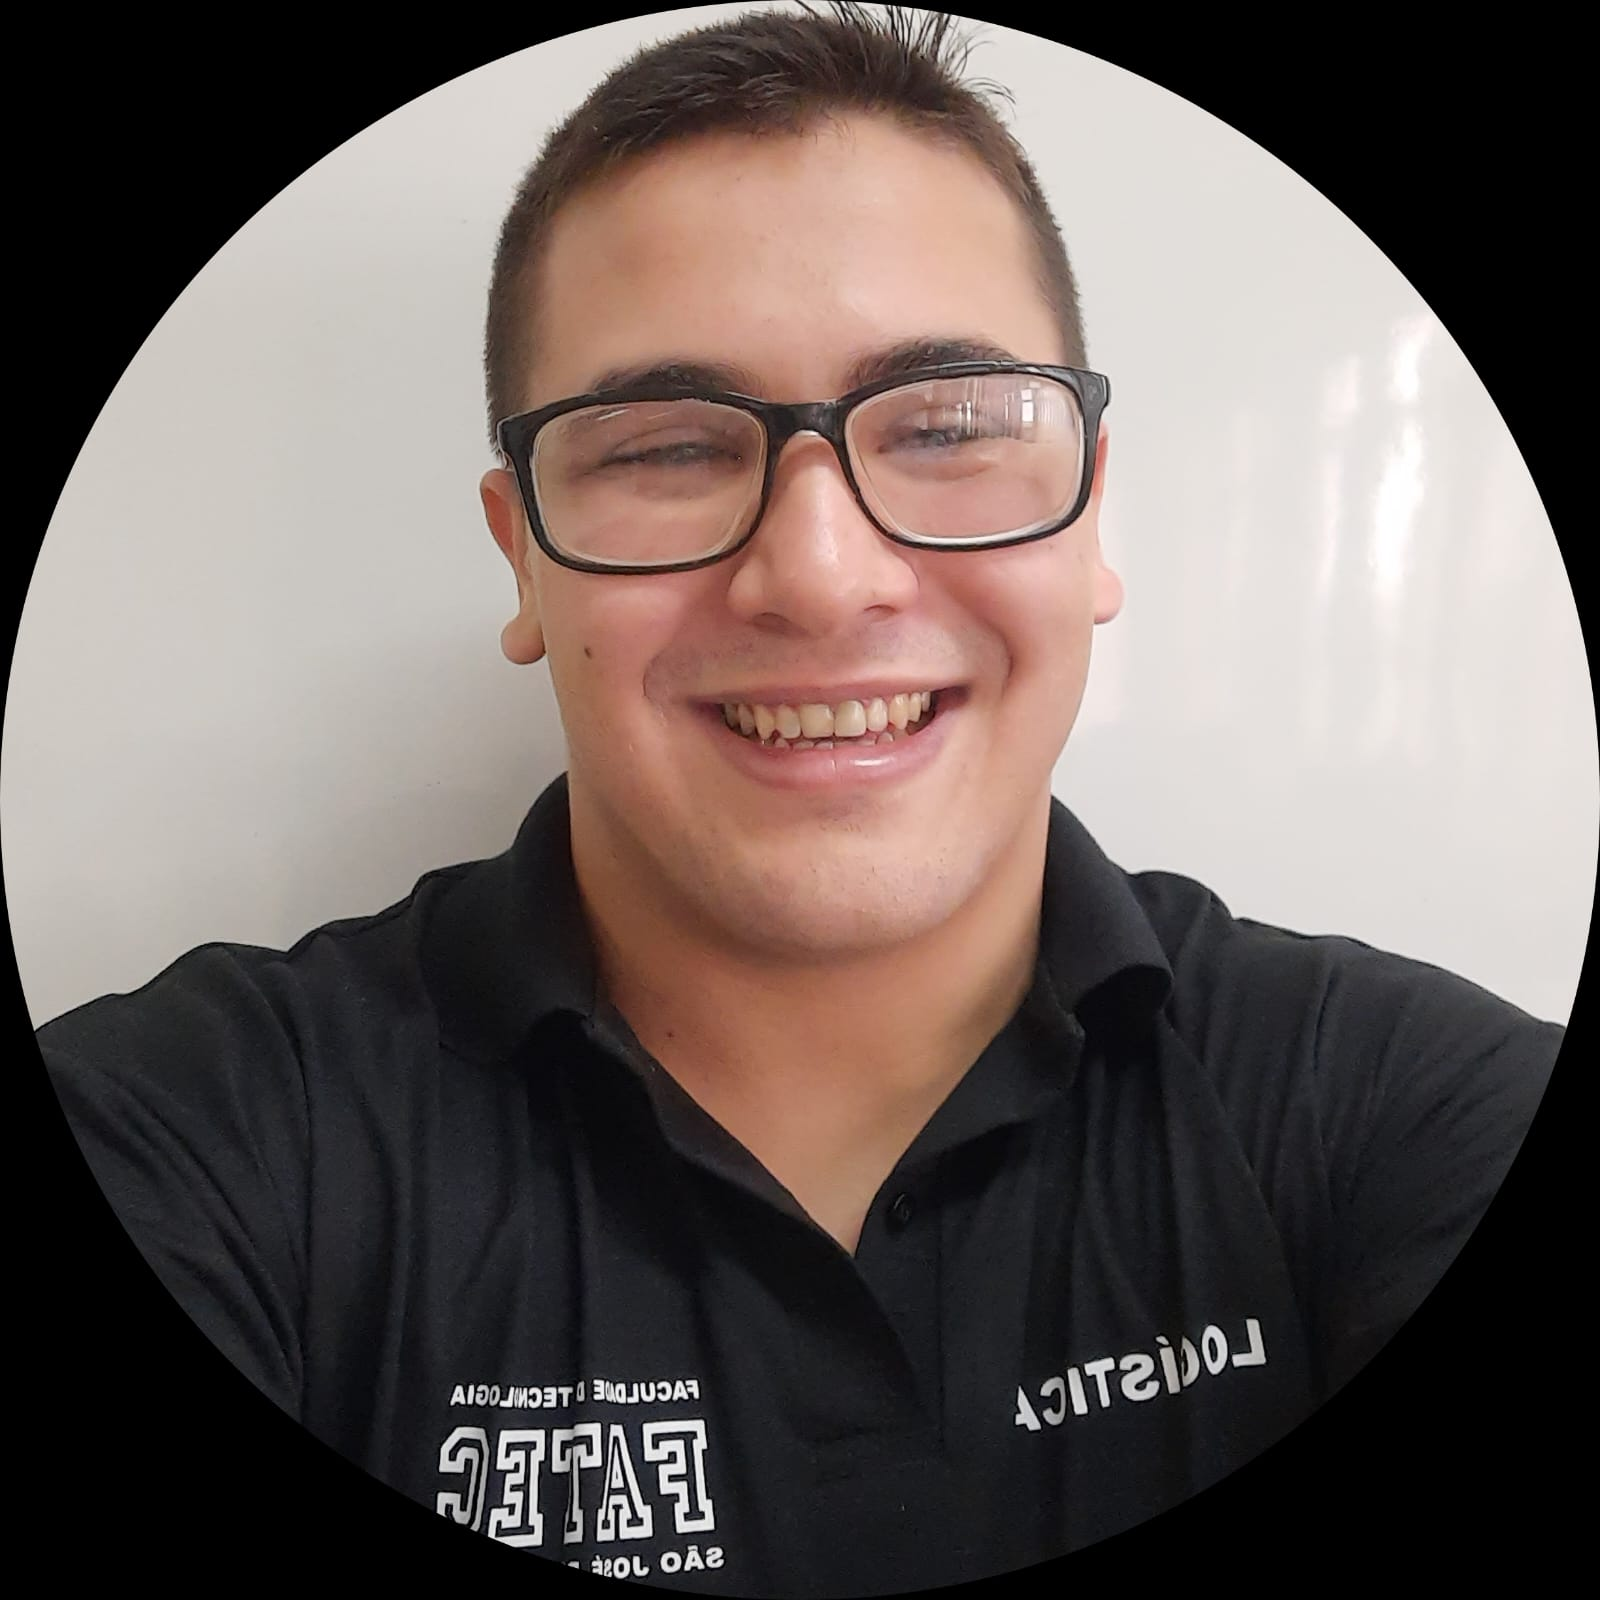 LOGÍSTICA
FACULDADE D TECNOLOGIA
FATEC
SÃO JOSÉ